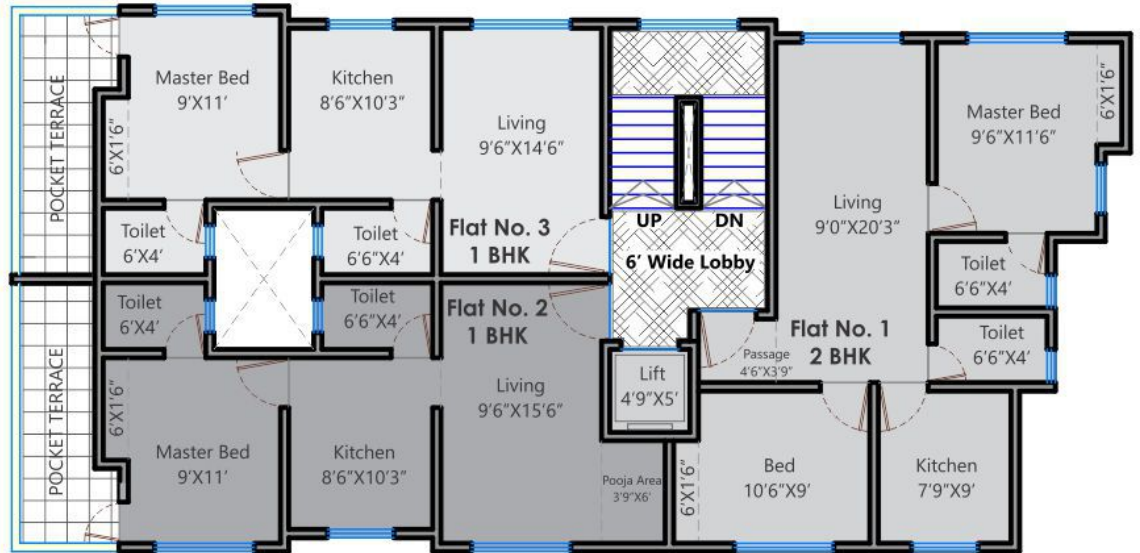 POCKET TERRACE
Master Bed
9'X11'
6'X1'6"
Kitchen
8'6"X10'3"
Living
9'6"X14'6"
Toilet
6'X4'
Toilet
6'6"X4'
Flat No. 3
1 BHK
UP
DN
6' Wide Lobby
Living
9'0"X20'3"
Master Bed
9'6"X11'6"
6'X1'6"
Toilet
6'6"X4'
Toilet
6'6"X4'
Flat No. 1
2 BHK
Passage
4'6"X3'9"
Lift
4'9"X5'
Bed
10'6"X9'
6'X1'6"
Kitchen
7'9"X9'
POCKET TERRACE
Toilet
6'X4'
Toilet
6'6"X4'
Flat No. 2
1 BHK
Living
9'6"X15'6"
6'X1'6"
Master Bed
9'X11'
Kitchen
8'6"X10'3"
Pooja Area
3'9"X6'